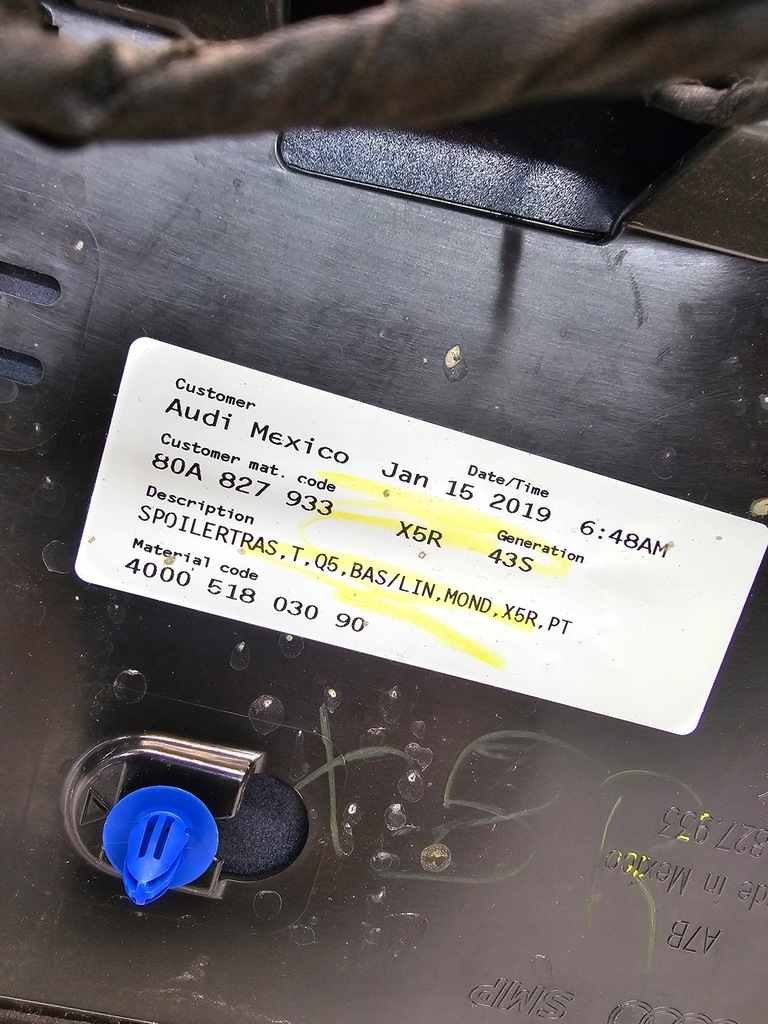 Customer
Audi Mexico
Date/Time
Jan 15 2019 6:48AM
Customer mat. code
80A 827 933
X5R
Generation
43S
Description
SPOILERTRAS,T,Q5,BAS/LIN,MOND,X5R,PT
Material code
4000 518 030 90
X5R
827.933
in Mexico
A7B
SMP